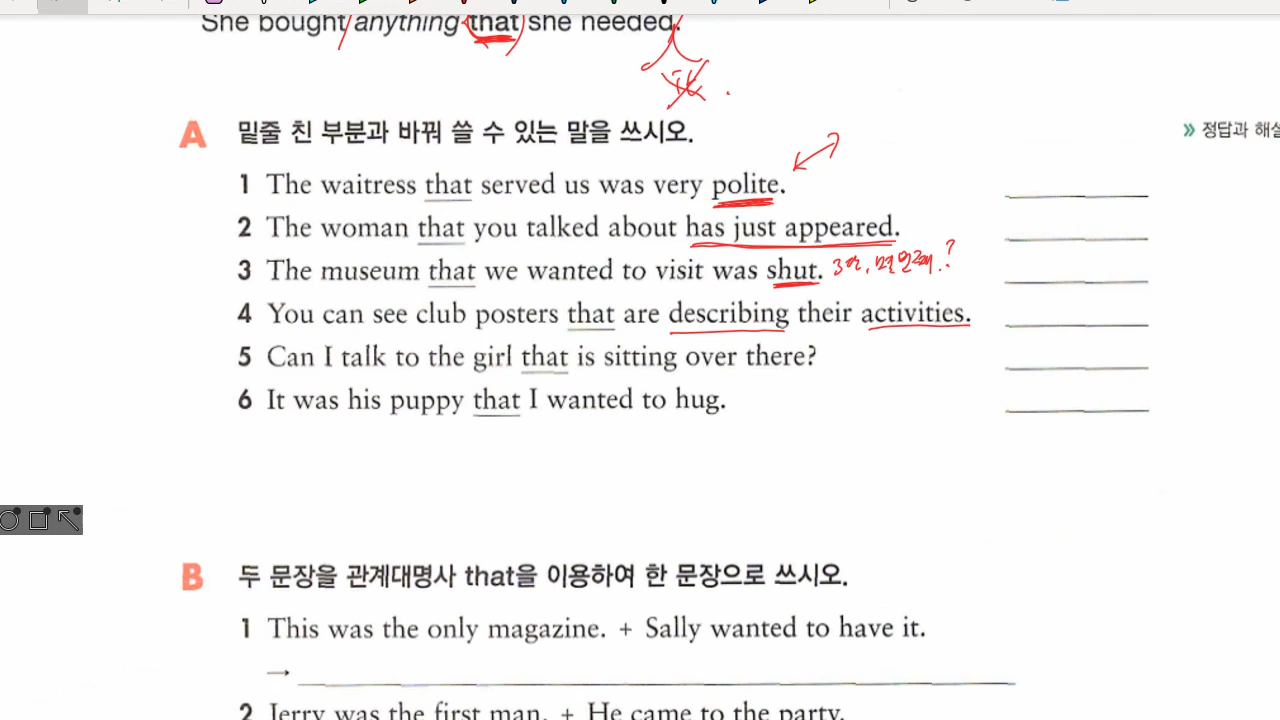 She bought anything that she needed.
A 밑줄 친 부분과 바꿔 쓸 수 있는 말을 쓰시오.
» 정답과 해설
1 The waitress that served us was very polite.
2 The woman that you talked about has just appeared.
3 The museum that we wanted to visit was shut.
4 You can see club posters that are describing their activities.
5 Can I talk to the girl that is sitting over there?
6 It was his puppy that I wanted to hug.
B 두 문장을 관계대명사 that을 이용하여 한 문장으로 쓰시오.
1 This was the only magazine. + Sally wanted to have it.
→
2 Jerry was the first man. + He came to the party.